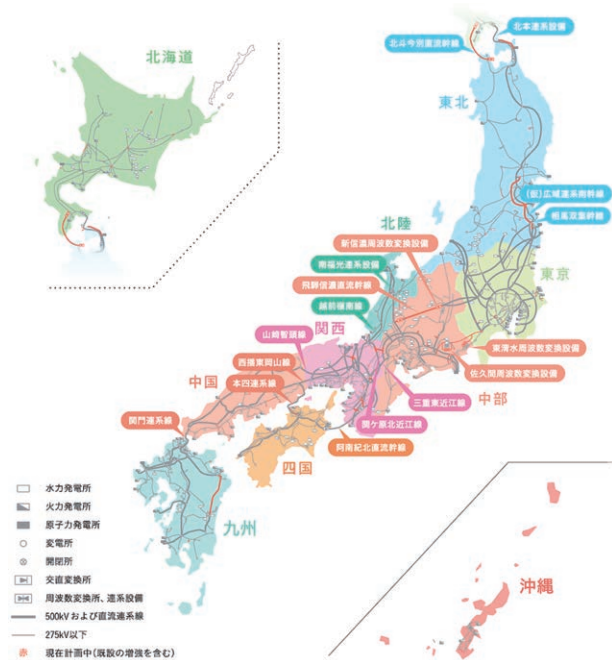 北海道
北本連系設備
北斗今別直流幹線
東北
(仮)広域連系南幹線
相馬双葉幹線
北陸
新信濃周波数変換設備
南福光連系設備
飛騨信濃直流幹線
越前嶺南線
東京
関西
山崎智頭線
西播東岡山線
中国
本四連系線
関門連系線
東清水周波数変換設備
佐久間周波数変換設備
中部
三重東近江線
関ケ原北近江線
阿南紀北直流幹線
四国
九州
沖縄
水力発電所
火力発電所
原子力発電所
変電所
開閉所
交直変換所
周波数変換所、連系設備
500kVおよび直流連系線
275kV以下
赤 現在計画中(既設の増強を含む)